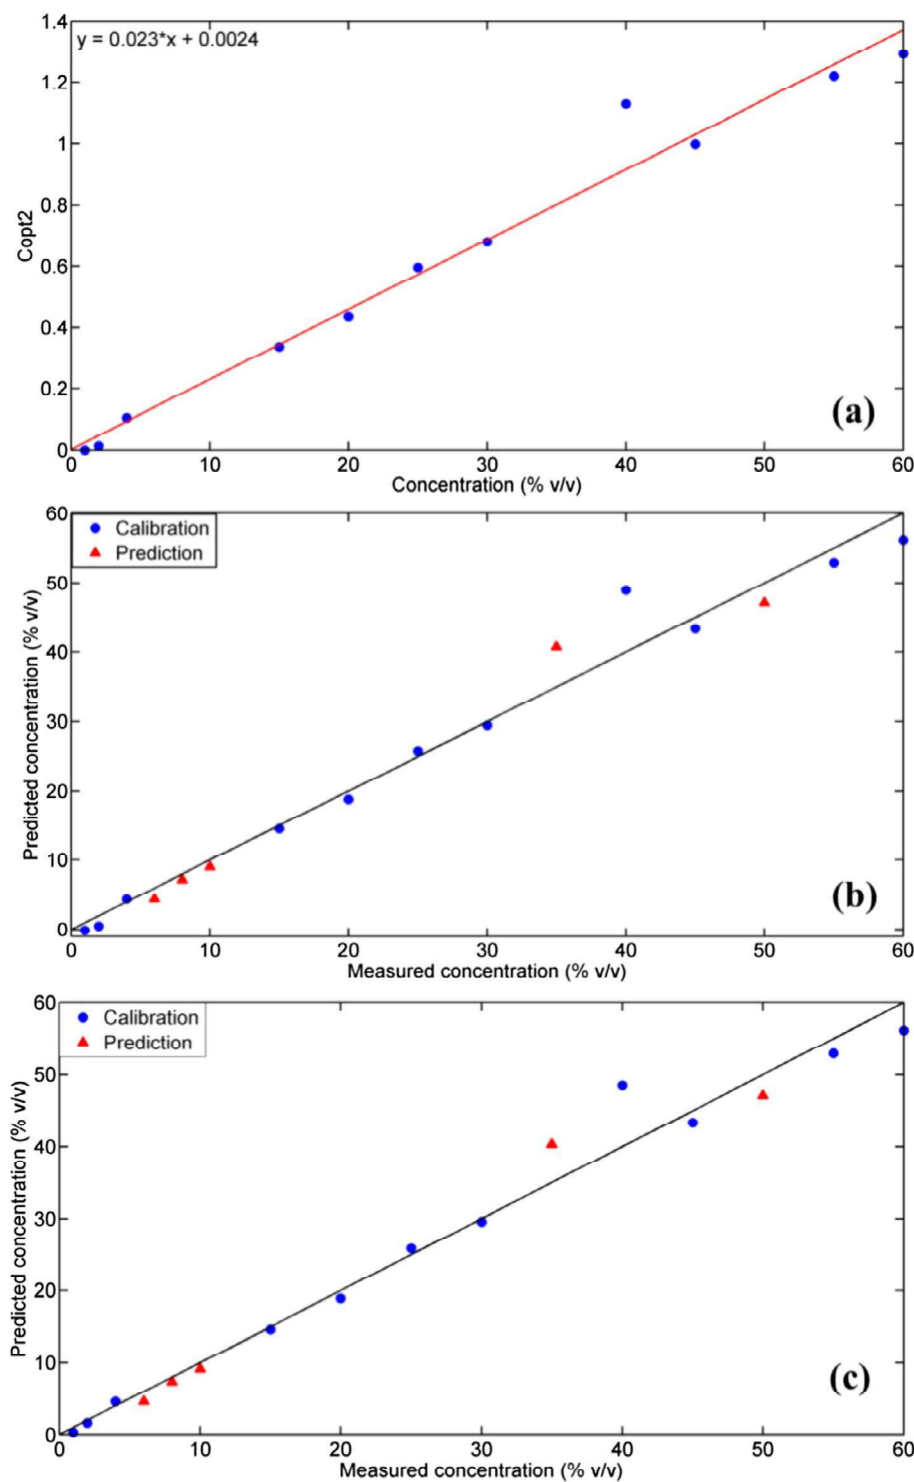 1.4
y = 0.023*x + 0.0024
1.2
1
0.8
Copt2
0.6
0.4
0.2
(a)
0
0 10 20 30 40 50 60
Concentration (% v/v)
60
Calibration
Prediction
50
40
Predicted concentration (% v/v)
30
20
10
(b)
0
0 10 20 30 40 50 60
Measured concentration (% v/v)
60
Calibration
Prediction
50
40
Predicted concentration (% v/v)
30
20
10
(c)
0
0 10 20 30 40 50 60
Measured concentration (% v/v)